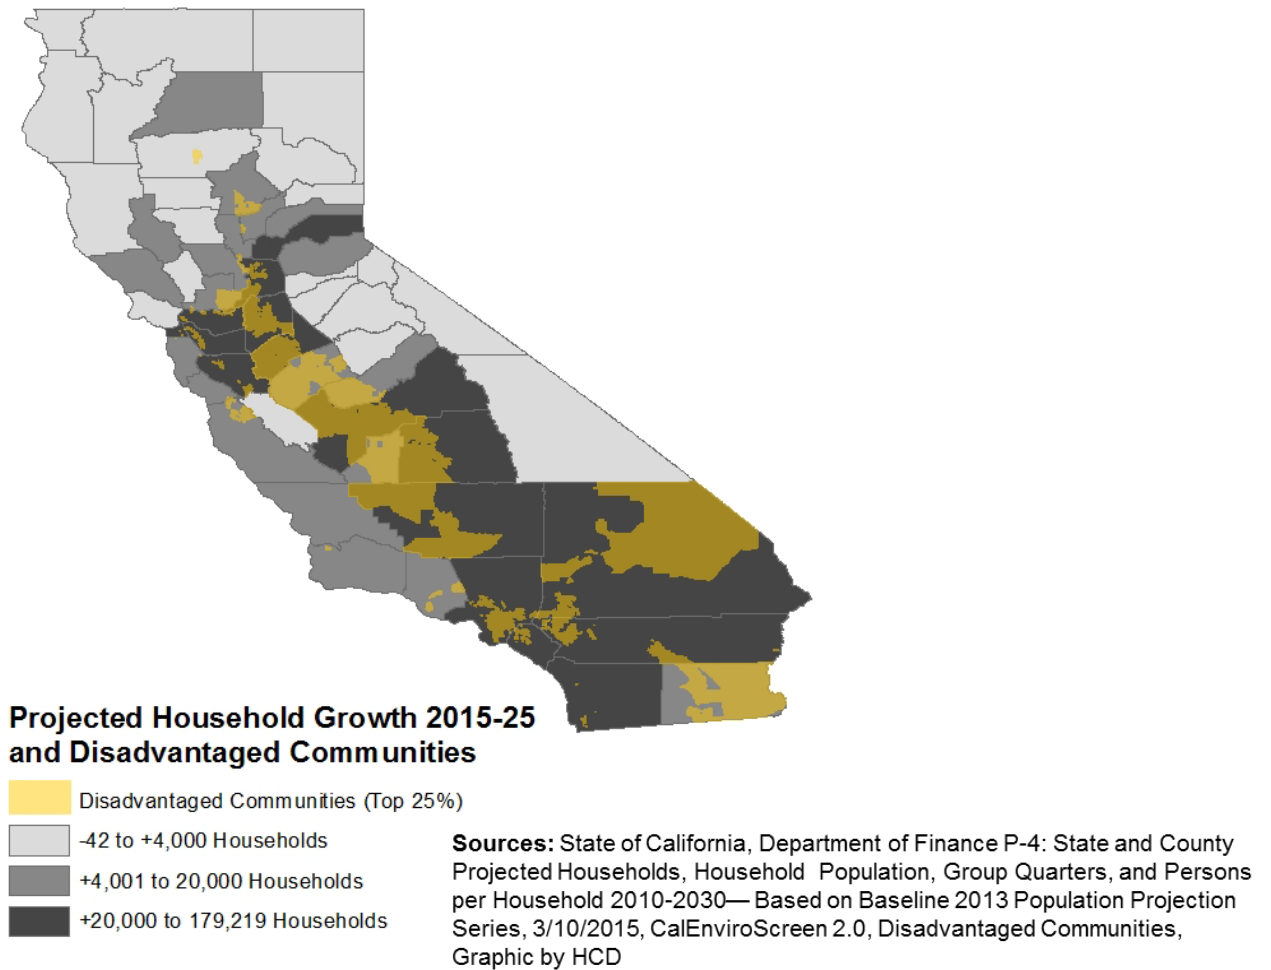 Projected Household Growth 2015-25
and Disadvantaged Communities
Disadvantaged Communities (Top 25%)
-42 to +4,000 Households
+4,001 to 20,000 Households
+20,000 to 179,219 Households
Sources: State of California, Department of Finance P-4: State and County
Projected Households, Household Population, Group Quarters, and Persons
per Household 2010-2030— Based on Baseline 2013 Population Projection
Series, 3/10/2015, CalEnviroScreen 2.0, Disadvantaged Communities,
Graphic by HCD